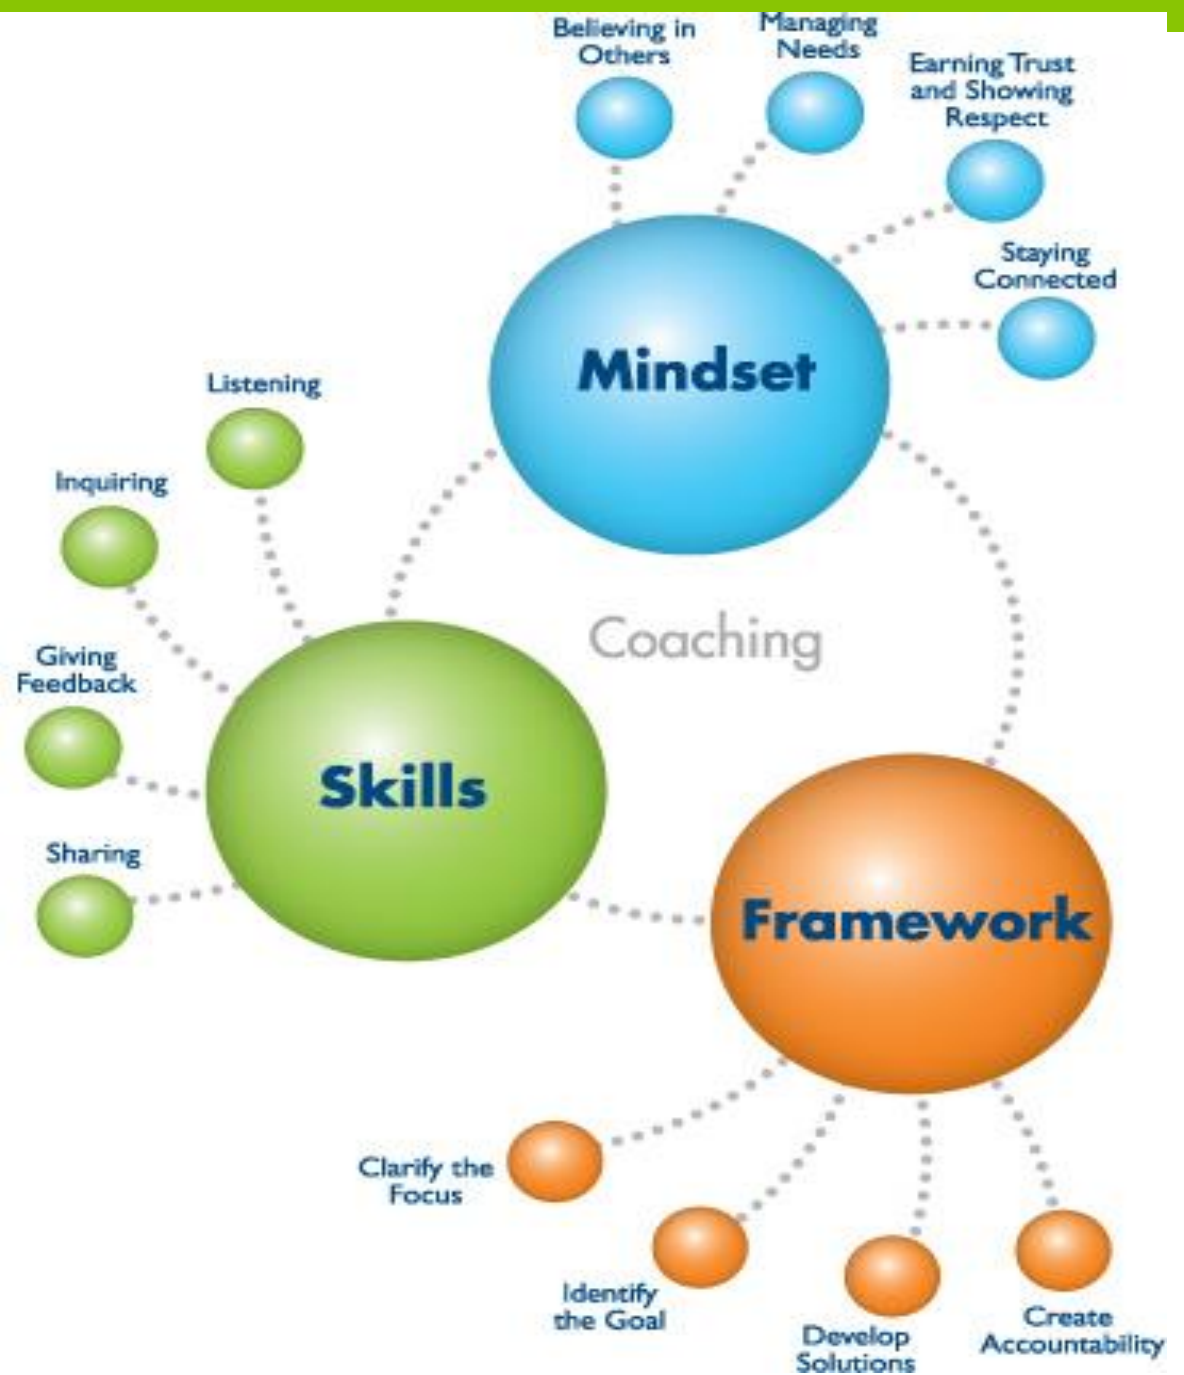 Believing in
Others
Managing
Needs
Earning Trust
and Showing
Respect
Staying
Connected
Mindset
Listening
Inquiring
Giving
Feedback
Sharing
Skills
Coaching
Framework
Clarify the
Focus
Identify
the Goal
Develop
Solutions
Create
Accountability